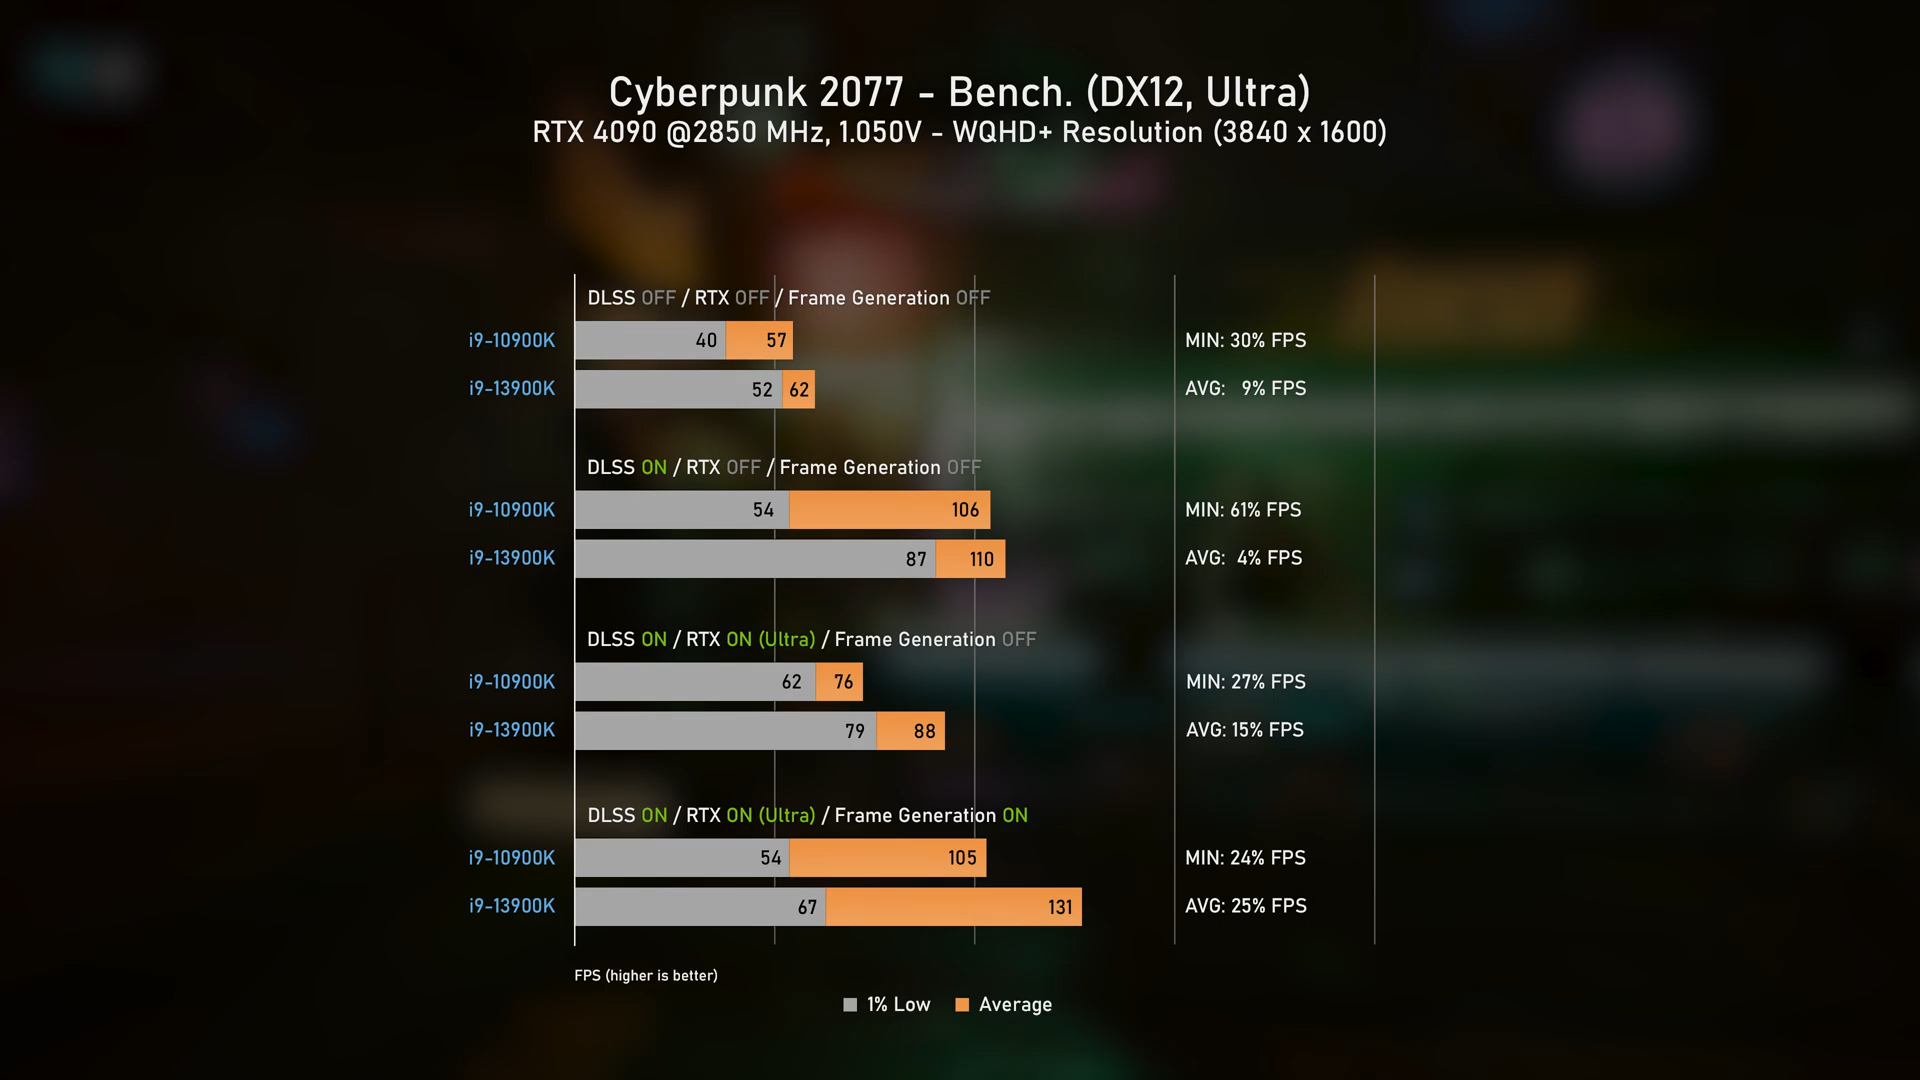 Cyberpunk 2077 - Bench. (DX12, Ultra)
RTX 4090 @2850 MHz, 1.050V - WQHD+ Resolution (3840 x 1600)
DLSS OFF / RTX OFF / Frame Generation OFF
i9-10900K 40 57 MIN: 30% FPS
i9-13900K 52 62 AVG: 9% FPS
DLSS ON / RTX OFF / Frame Generation OFF
i9-10900K 54 106 MIN: 61% FPS
i9-13900K 87 110 AVG: 4% FPS
DLSS ON / RTX ON (Ultra) / Frame Generation OFF
i9-10900K 62 76 MIN: 27% FPS
i9-13900K 79 88 AVG: 15% FPS
DLSS ON / RTX ON (Ultra) / Frame Generation ON
i9-10900K 54 105 MIN: 24% FPS
i9-13900K 67 131 AVG: 25% FPS
FPS (higher is better)
1% Low Average